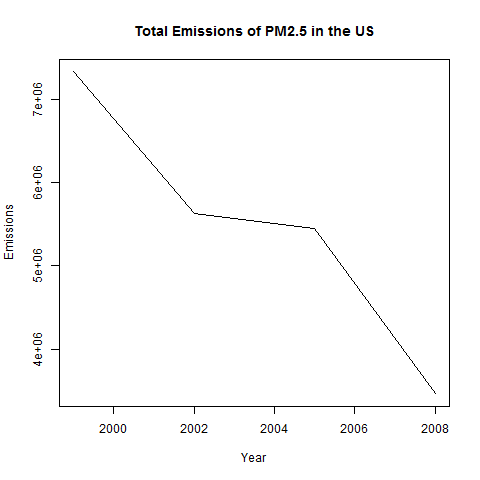 Total Emissions of PM2.5 in the US
Emissions
7e+06
6e+06
5e+06
4e+06
2000 2002 2004 2006 2008
Year